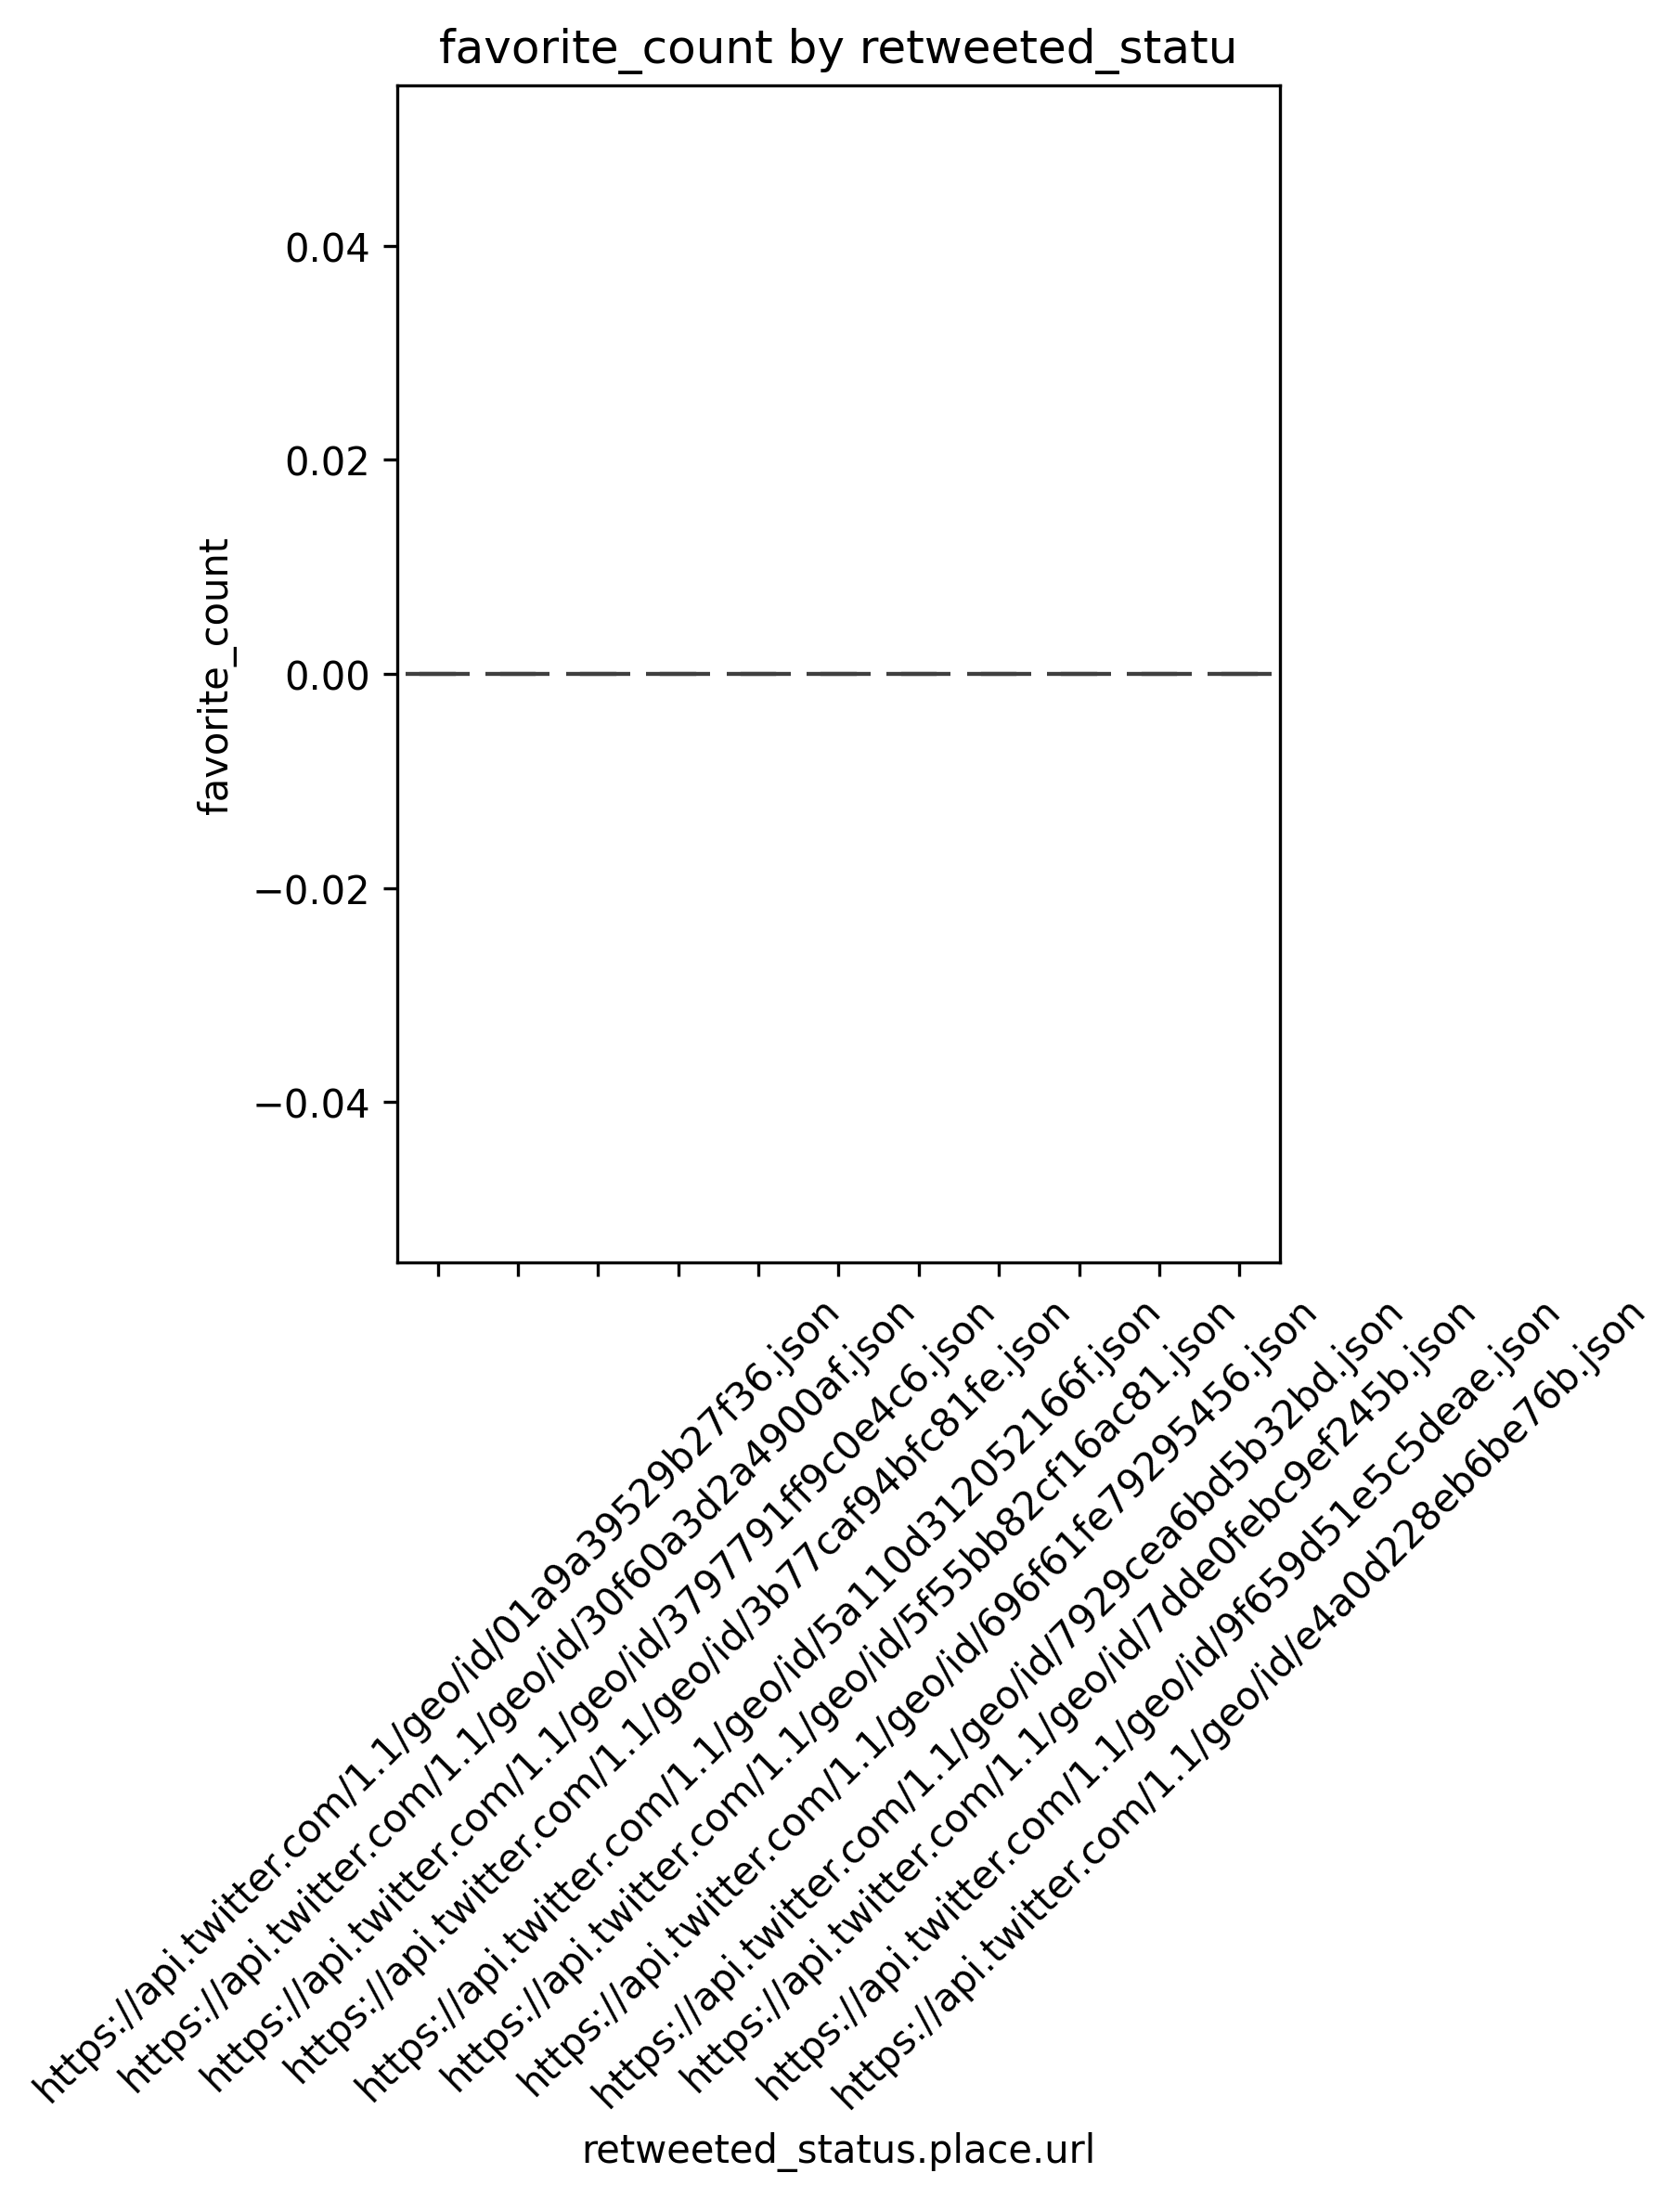 favorite_count by retweeted_statu
0.04
0.02
0.00
−0.02
−0.04
favorite_count
https://api.twitter.com/1.1/geo/id/01a9a39529b27f36.json
https://api.twitter.com/1.1/geo/id/30f60a3d2a4900af.json
https://api.twitter.com/1.1/geo/id/3797791ff9c0e4c6.json
https://api.twitter.com/1.1/geo/id/3b77caf94bfc81fe.json
https://api.twitter.com/1.1/geo/id/5a110d312052166f.json
https://api.twitter.com/1.1/geo/id/5f55bb82cf16ac81.json
https://api.twitter.com/1.1/geo/id/696f61fe79295456.json
https://api.twitter.com/1.1/geo/id/7929cea6bd5b32bd.json
https://api.twitter.com/1.1/geo/id/7dde0febc9ef245b.json
https://api.twitter.com/1.1/geo/id/9f659d51e5c5deae.json
https://api.twitter.com/1.1/geo/id/e4a0d228eb6be76b.json
retweeted_status.place.url